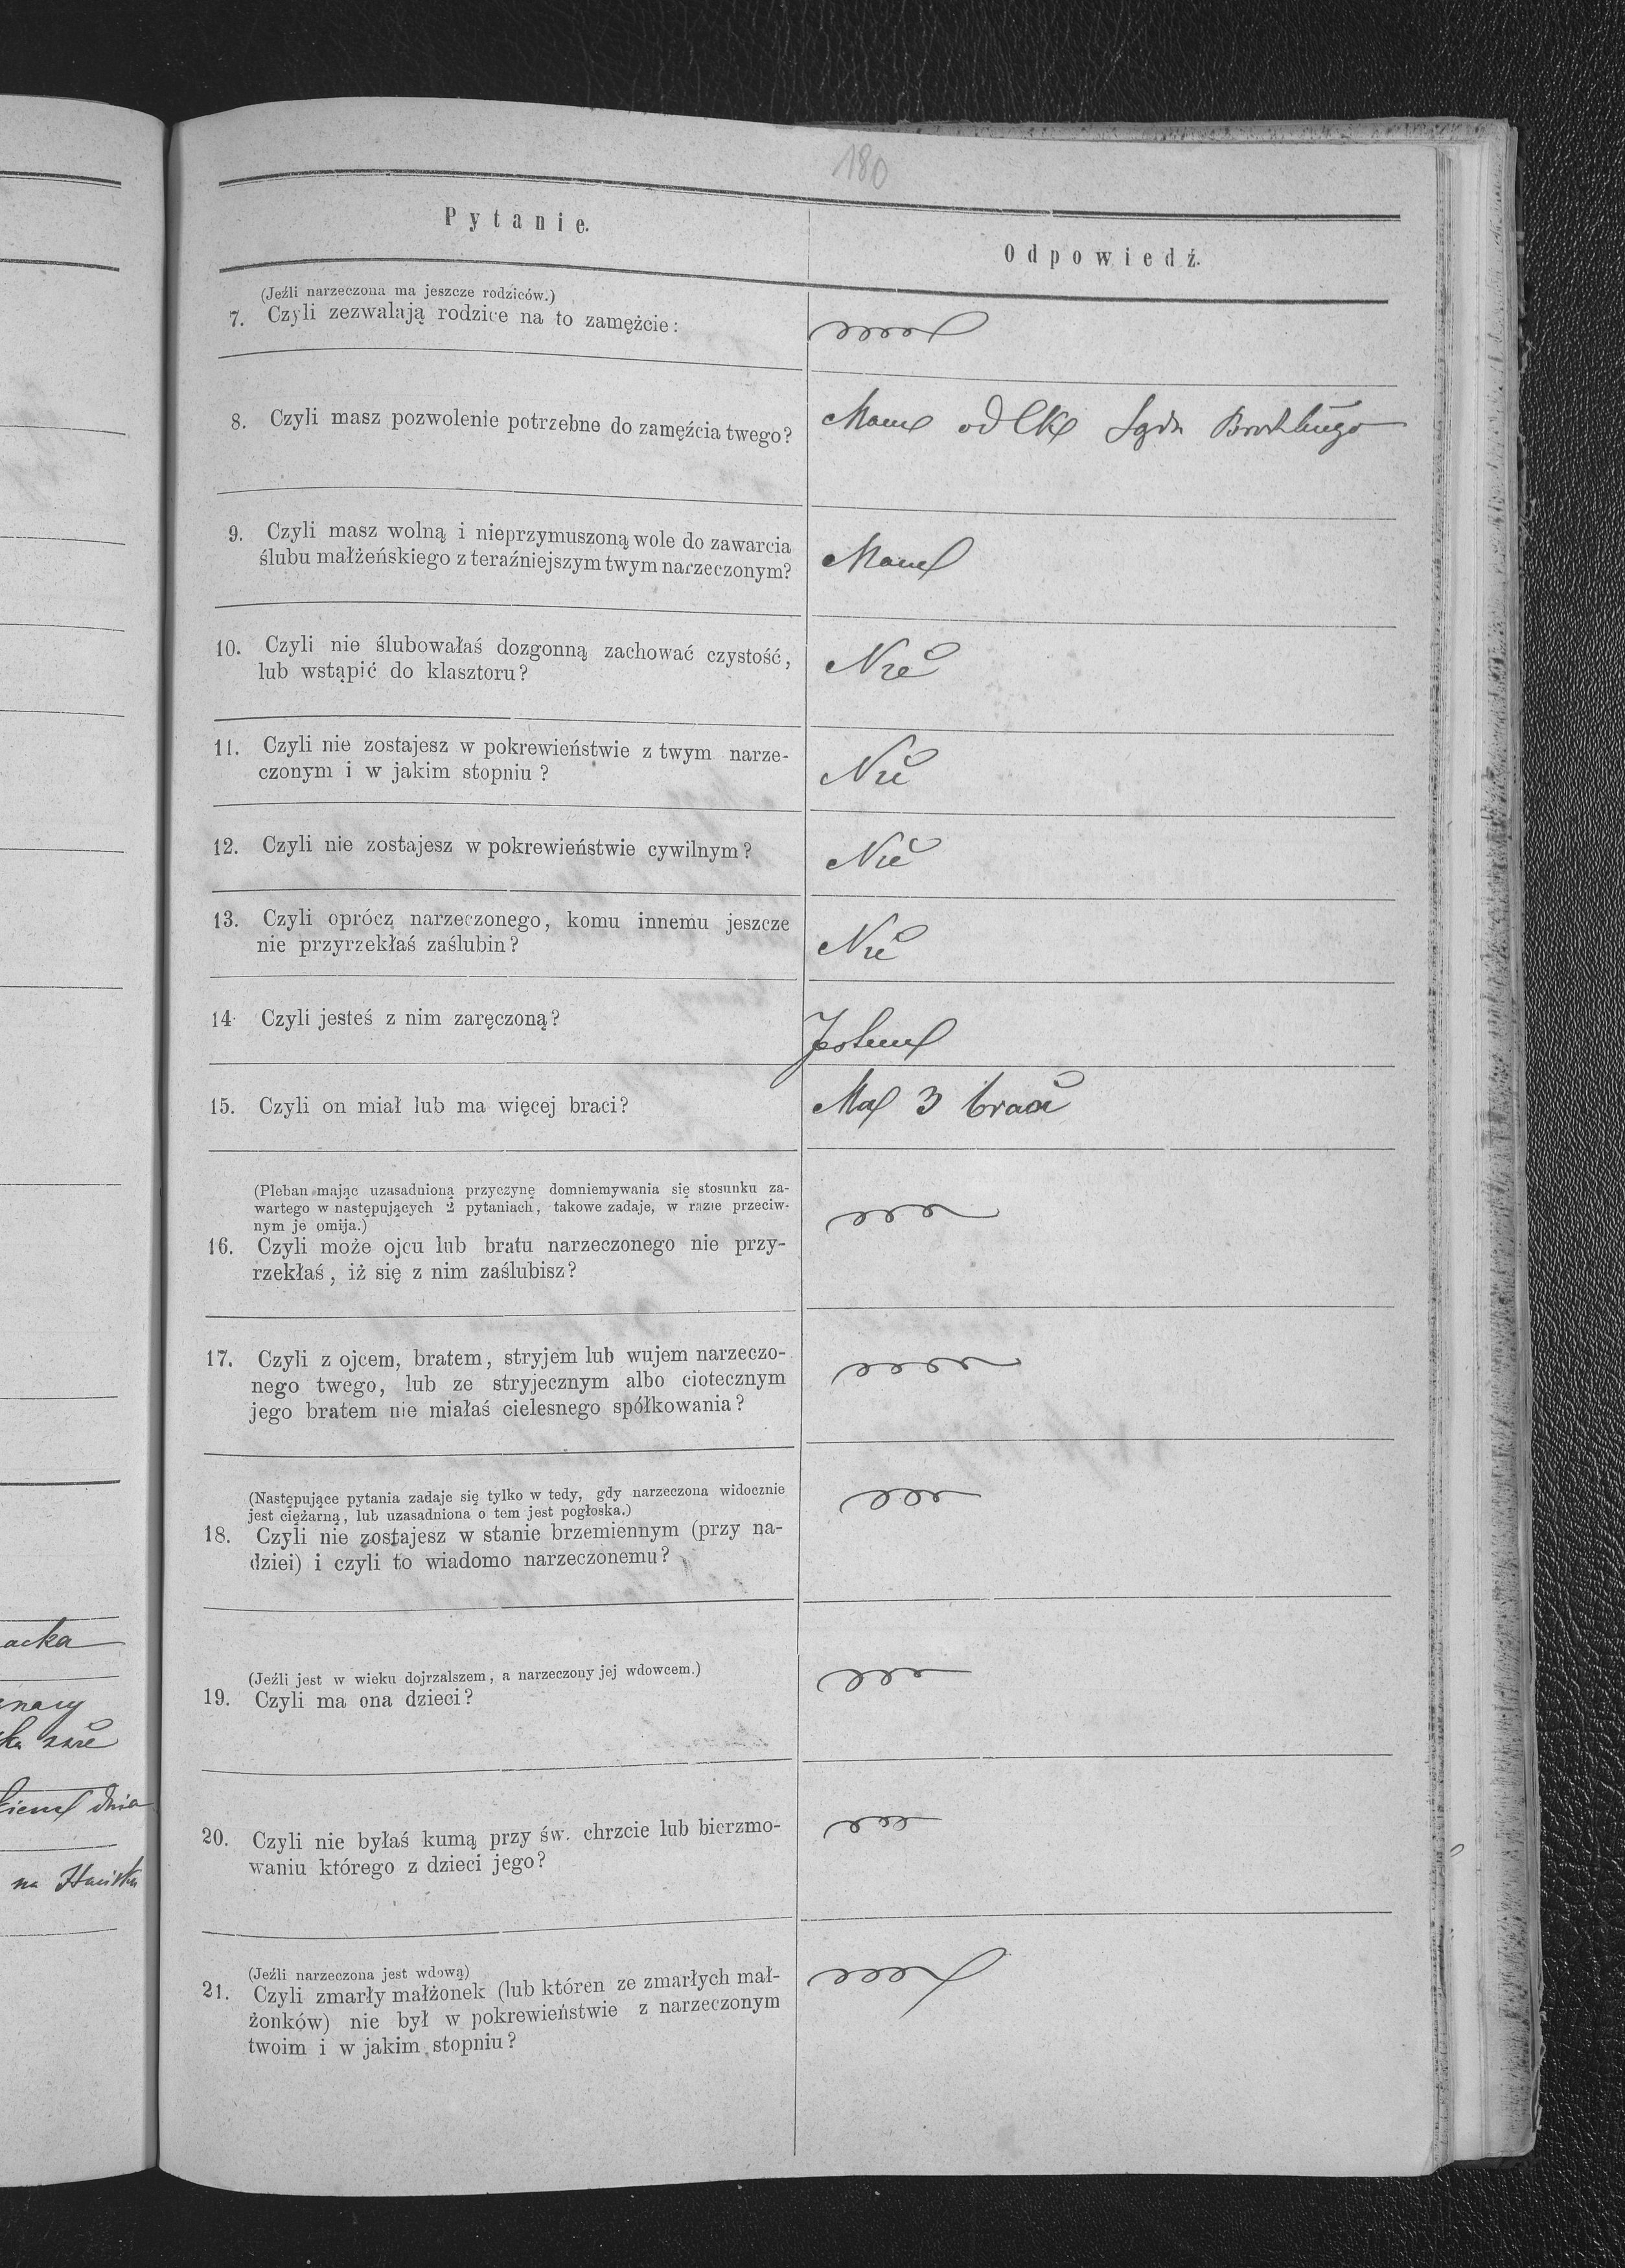 180
Pytanie.
Odpowiedź.
(Jeźli narzeczona ma jeszcze rodziców.)
7. Czyli zezwalają rodzice na to zamężcie:
8. Czyli masz pozwolenie potrzebne do zamęźcia twego?
Mam od CK Sądu
9. Czyli masz wolną i nieprzymuszoną wole do zawarcia
ślubu małżeńskiego z teraźniejszym twym narzeczonym?
Mam
10. Czyli nie ślubowałaś dozgonną zachować czystość,
lub wstąpić do klasztoru?
Nie
11. Czyli nie zostajesz w pokrewieństwie z twym narze-
czonym i w jakim stopniu ?
Nie
12. Czyli nie zostajesz w pokrewieństwie cywilnym?
Nie
13. Czyli oprócz narzeczonego, komu innemu jeszcze
nie przyrzekłaś zaślubin?
Nie
14. Czyli jesteś z nim zaręczoną?
Jestem
15. Czyli on miał lub ma więcej braci?
Ma 3 braci
(Pleban mając uzasadnioną przyczynę domniemywania się stosunku za-
wartego w następujących 2 pytaniach, takowe zadaje, w razie przeciw-
nym je omija.)
16. Czyli może ojcu lub bratu narzeczonego nie przy-
rzekłaś, iż się z nim zaślubisz?
17. Czyli z ojcem, bratem, stryjem lub wujem narzeczo-
nego twego, lub ze stryjecznym albo ciotecznym
jego bratem nie miałaś cielesnego spółkowania?
(Następujące pytania zadaje się tylko w tedy, gdy narzeczona widocznie
jest ciężarną, lub uzasadniona o tem jest pogłoska.)
18. Czyli nie zostajesz w stanie brzemiennym (przy na-
dziei) i czyli to wiadomo narzeczonemu?
(Jeźli jest w wieku dojrzalszem, a narzeczony jej wdowcem.)
19. Czyli ma ona dzieci?
20. Czyli nie byłaś kumą przy św. chrzcie lub bierzmo-
waniu którego z dzieci jego?
(Jeźli narzeczona jest wdową)
21. Czyli zmarły małżonek (lub któren ze zmarłych mał-
żonków) nie był w pokrewieństwie z narzeczonym
twoim i w jakim stopniu?
acka
dnia
na